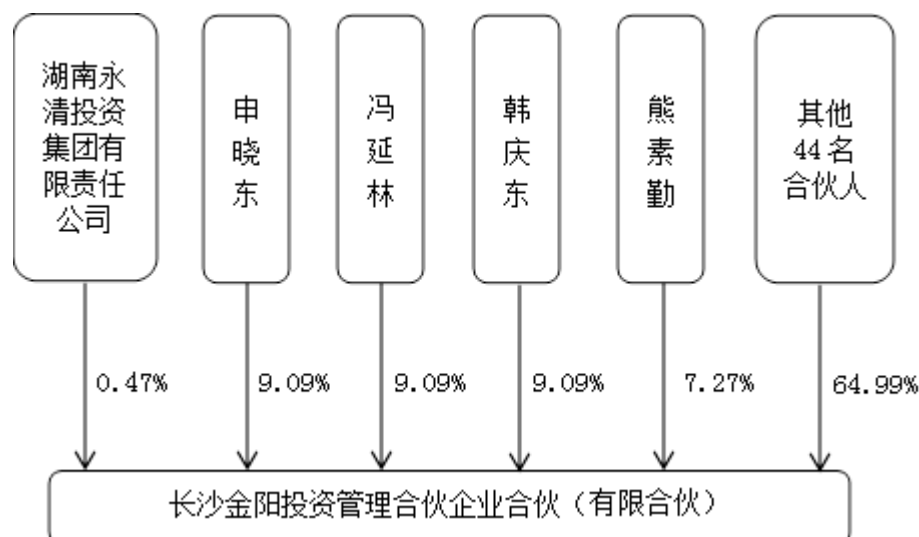 湖南永
清投资
集团有
限责任
公司
申
晓
东
冯
延
林
韩
庆
东
熊
素
勤
其他
44 名
合伙人
0.47%
9.09%
9.09%
9.09%
7.27%
64.99%
长沙金阳投资管理合伙企业合伙（有限合伙）